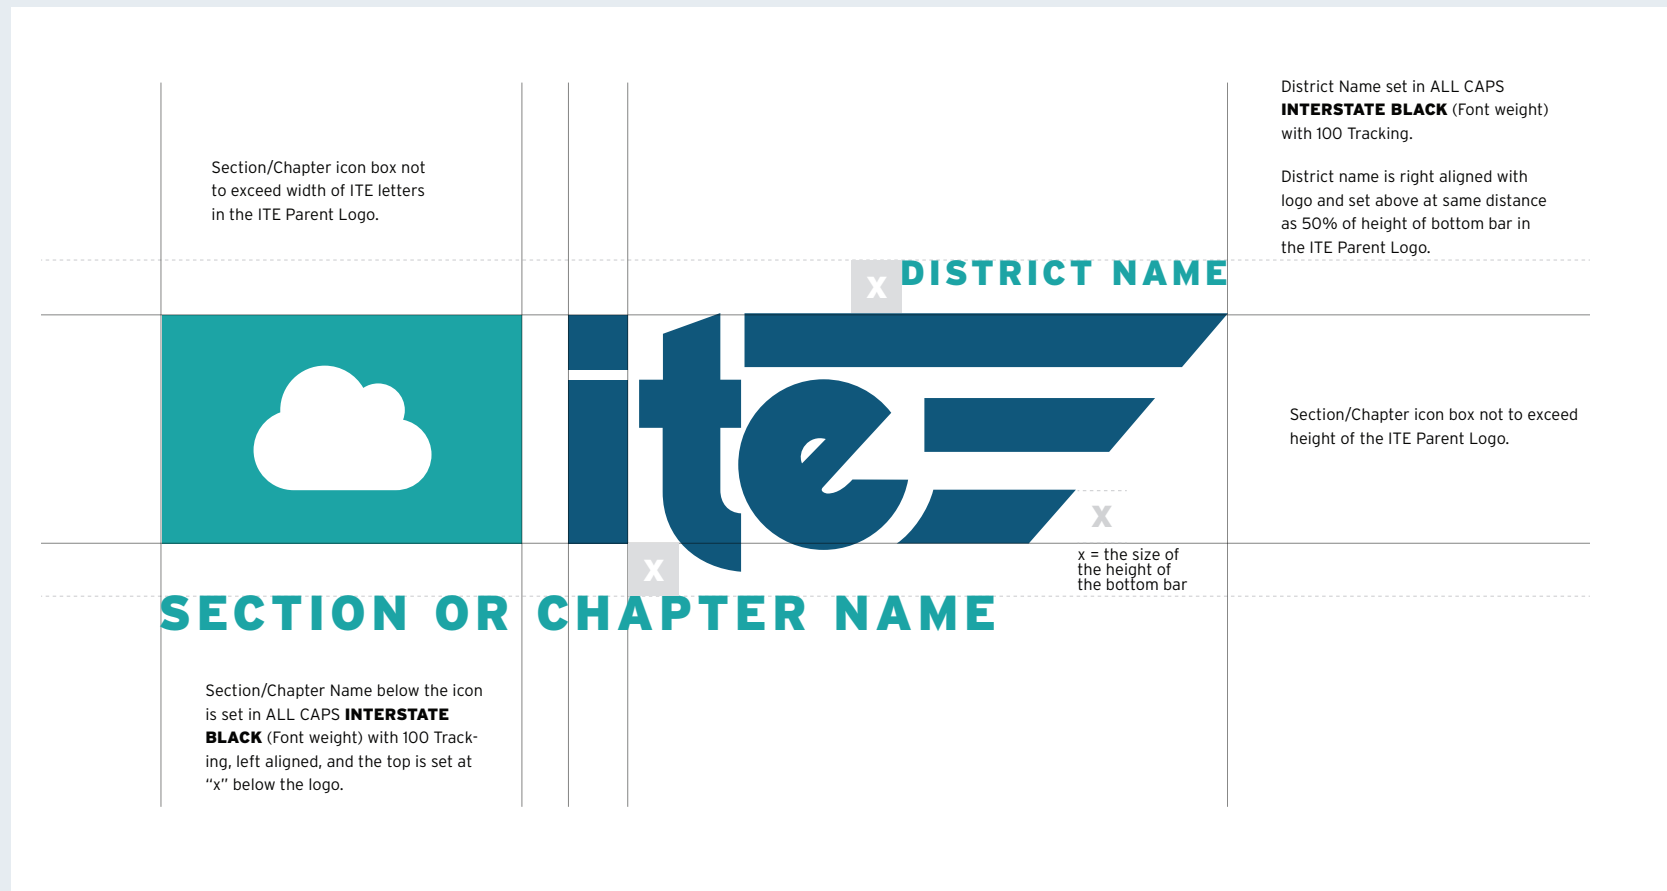 District Name set in ALL CAPS
INTERSTATE BLACK (Font weight)
with 100 Tracking.
District name is right aligned with
logo and set above at same distance
as 50% of height of bottom bar in
the ITE Parent Logo.
Section/Chapter icon box not
to exceed width of ITE letters
in the ITE Parent Logo.
X
DISTRICT NAME
ite
Section/Chapter icon box not to exceed
height of the ITE Parent Logo.
X
x = the size of
the height of
the bottom bar
X
SECTION OR CHAPTER NAME
Section/Chapter Name below the icon
is set in ALL CAPS INTERSTATE
BLACK (Font weight) with 100 Track-
ing, left aligned, and the top is set at
“x” below the logo.